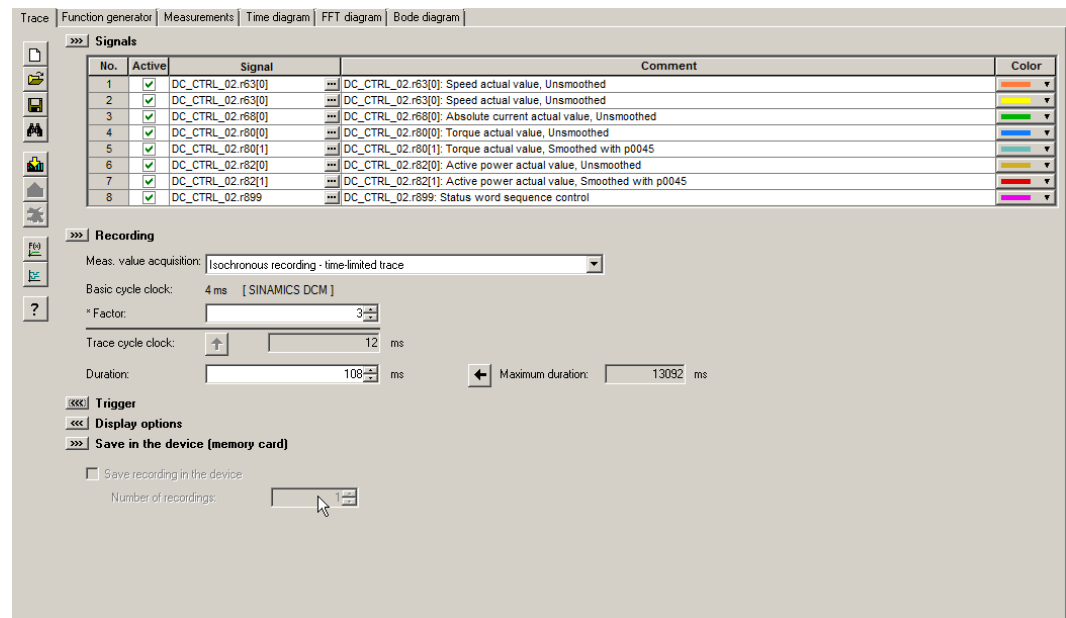 Trace Function generator Measurements Time diagram FFT diagram Bode diagram
>>> Signals
No. Active Signal Comment Color
1 DC_CTRL_02.r63[0] ... DC_CTRL_02.r63[0]: Speed actual value, Unsmoothed
2 DC_CTRL_02.r63[0] ... DC_CTRL_02.r63[0]: Speed actual value, Unsmoothed
3 DC_CTRL_02.r68[0] ... DC_CTRL_02.r68[0]: Absolute current actual value, Unsmoothed
4 DC_CTRL_02.r80[0] ... DC_CTRL_02.r80[0]: Torque actual value, Unsmoothed
5 DC_CTRL_02.r80[1] ... DC_CTRL_02.r80[1]: Torque actual value, Smoothed with p0045
6 DC_CTRL_02.r82[0] ... DC_CTRL_02.r82[0]: Active power actual value, Unsmoothed
7 DC_CTRL_02.r82[1] ... DC_CTRL_02.r82[1]: Active power actual value, Smoothed with p0045
8 DC_CTRL_02.r899 ... DC_CTRL_02.r899: Status word sequence control
>>> Recording
Meas. value acquisition: Isochronous recording - time-limited trace
Basic cycle clock: 4 ms [ SINAMICS DCM ]
* Factor: 3
Trace cycle clock: 12 ms
Duration: 108 ms Maximum duration: 13092 ms
<<< Trigger
<<< Display options
>>> Save in the device (memory card)
Save recording in the device
Number of recordings: 1
F(x)
?